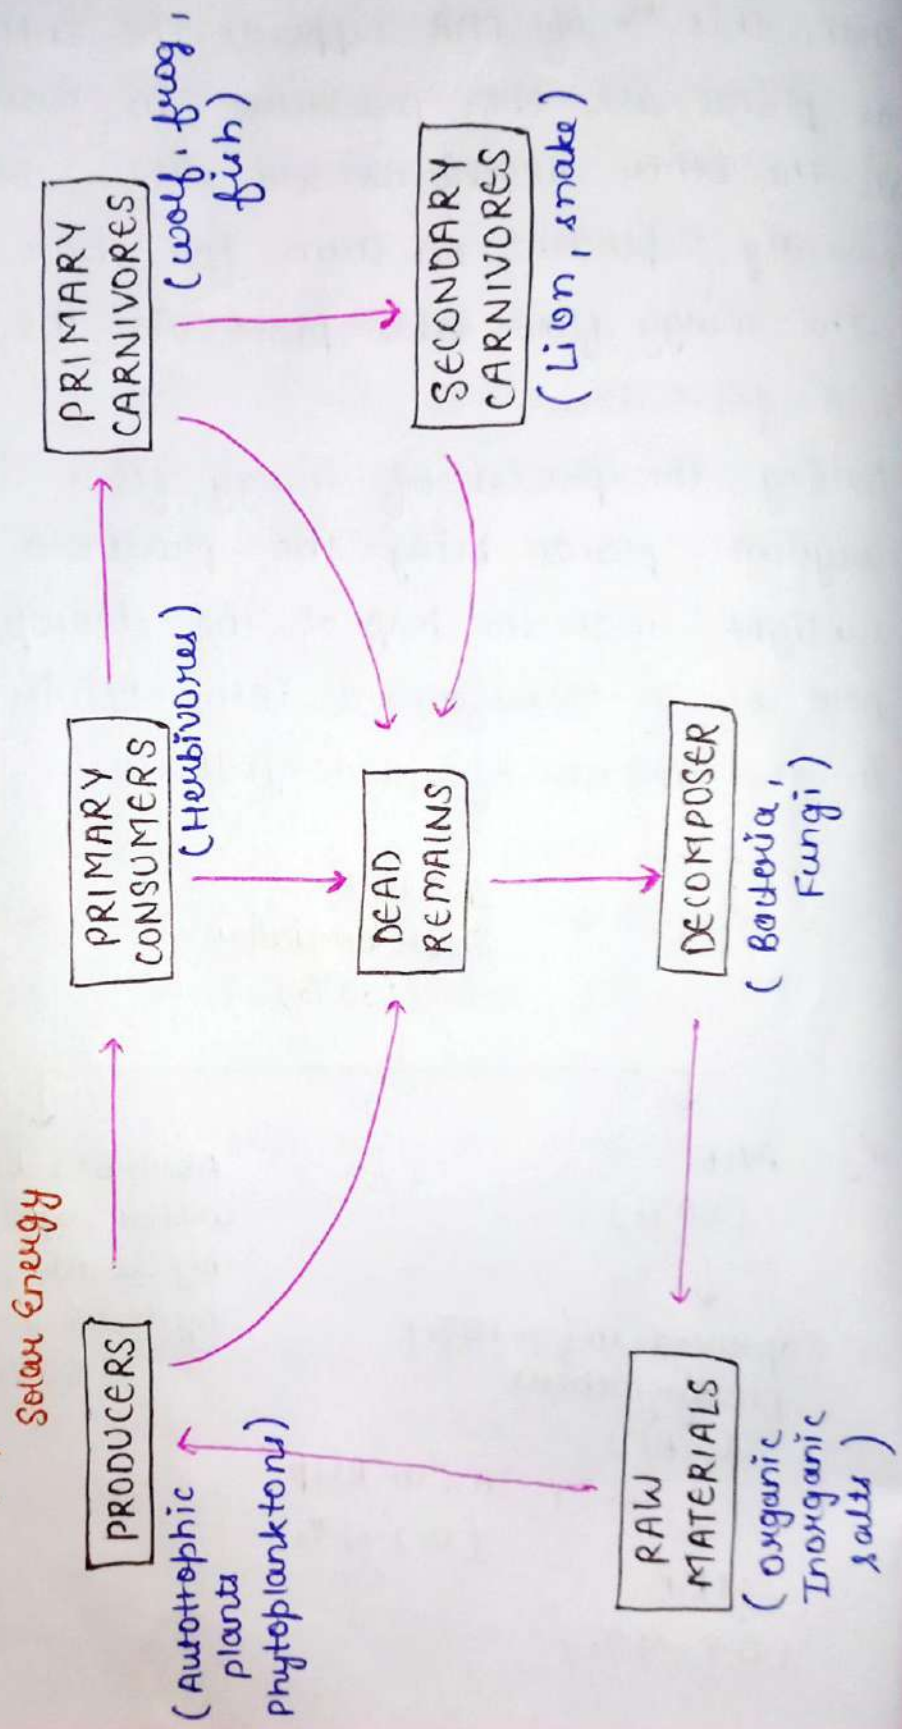 Solar Energy
PRODUCERS
(Autotrophic
plants
Phytoplanktons)
PRIMARY
CONSUMERS
(Herbivores)
PRIMARY
CARNIVORES
(wolf, frog,
fish)
DEAD
REMAINS
SECONDARY
CARNIVORES
(Lion, snake)
RAW
MATERIALS
(organic
Inorganic
salts)
DECOMPOSER
(Bacteria,
Fungi)